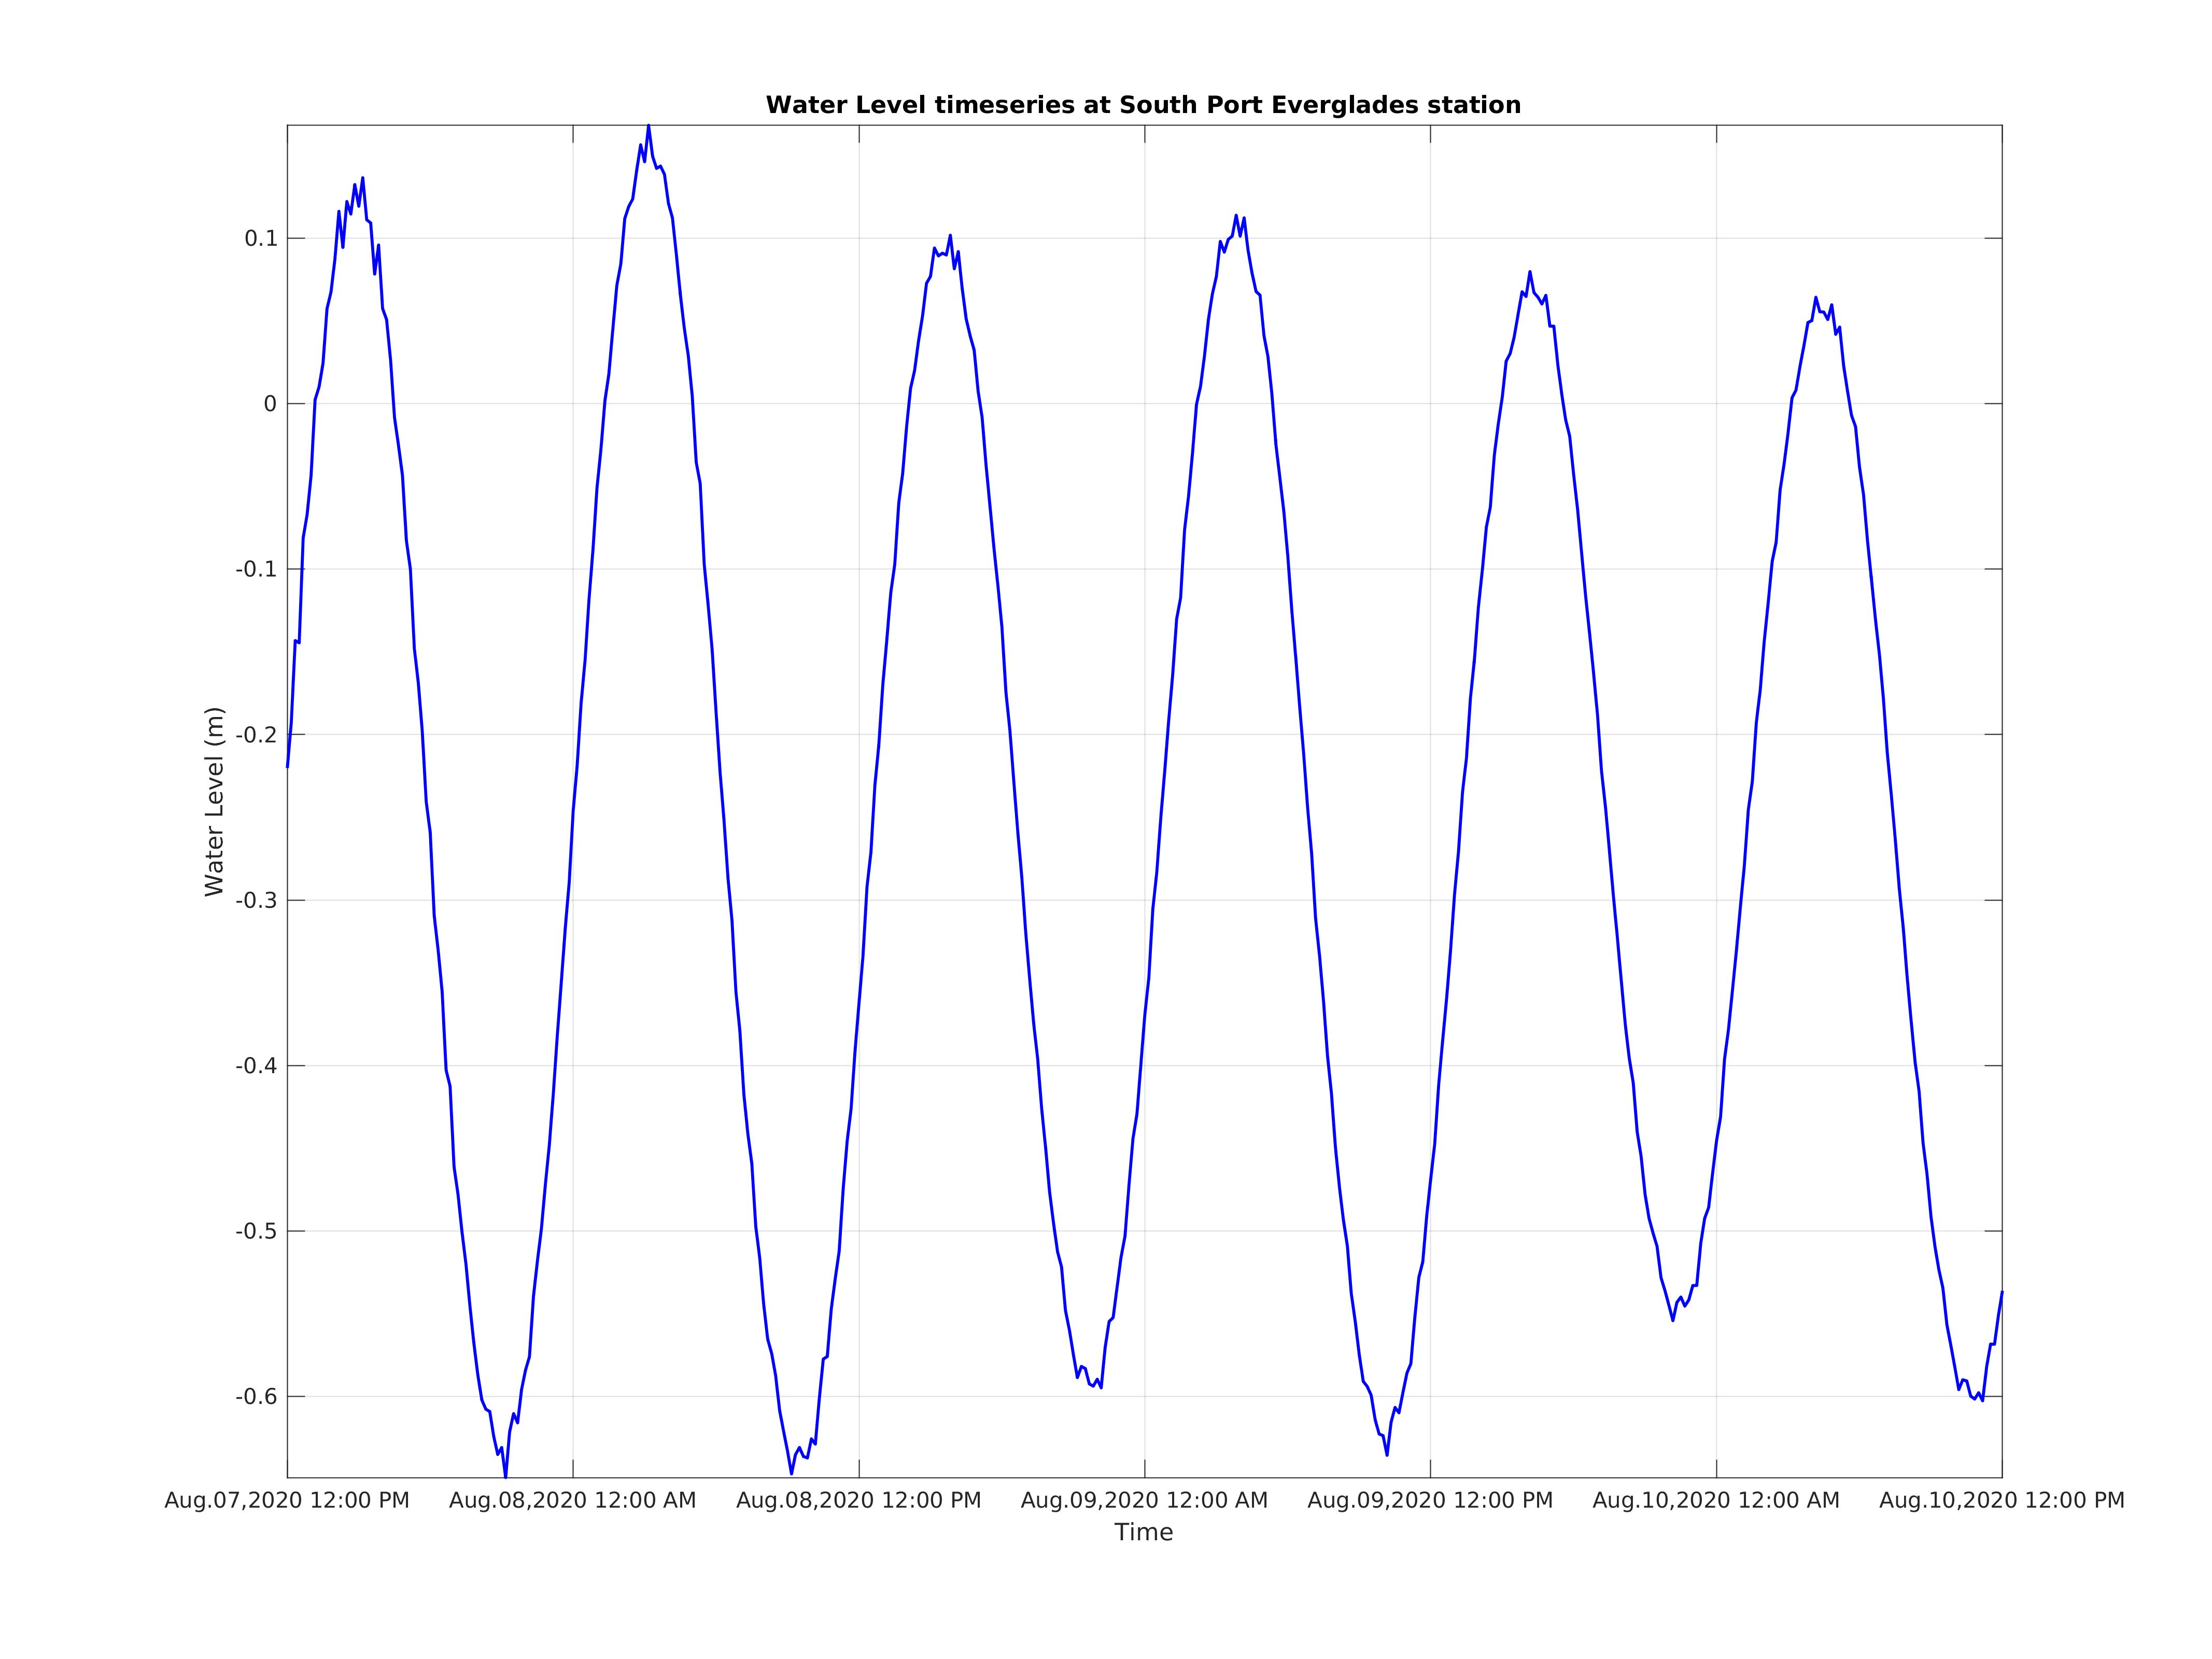 Water Level timeseries at South Port Everglades station
0.1
0
-0.1
-0.2
-0.3
-0.4
-0.5
-0.6
Water Level (m)
Aug.07,2020 12:00 PM
Aug.08,2020 12:00 AM
Aug.08,2020 12:00 PM
Aug.09,2020 12:00 AM
Aug.09,2020 12:00 PM
Aug.10,2020 12:00 AM
Aug.10,2020 12:00 PM
Time